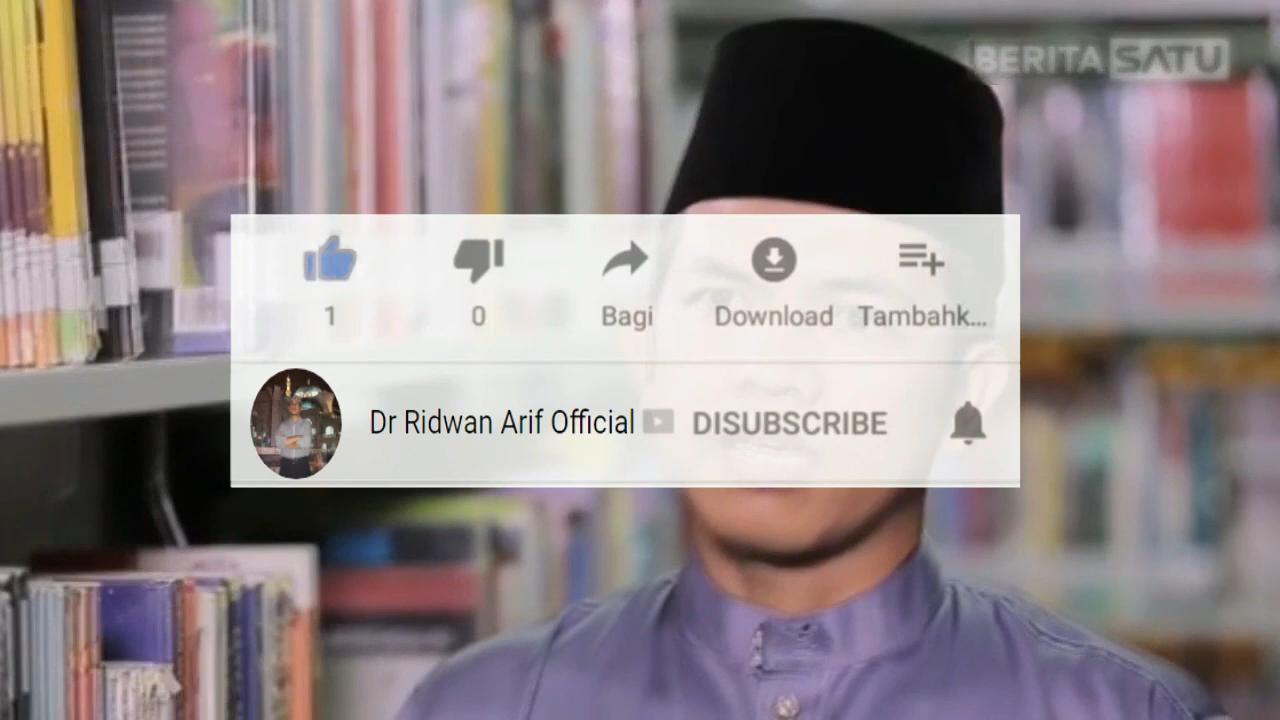 BERITA SATU
1 0 Bagi Download Tambahk...
Dr Ridwan Arif Official DISUBSCRIBE